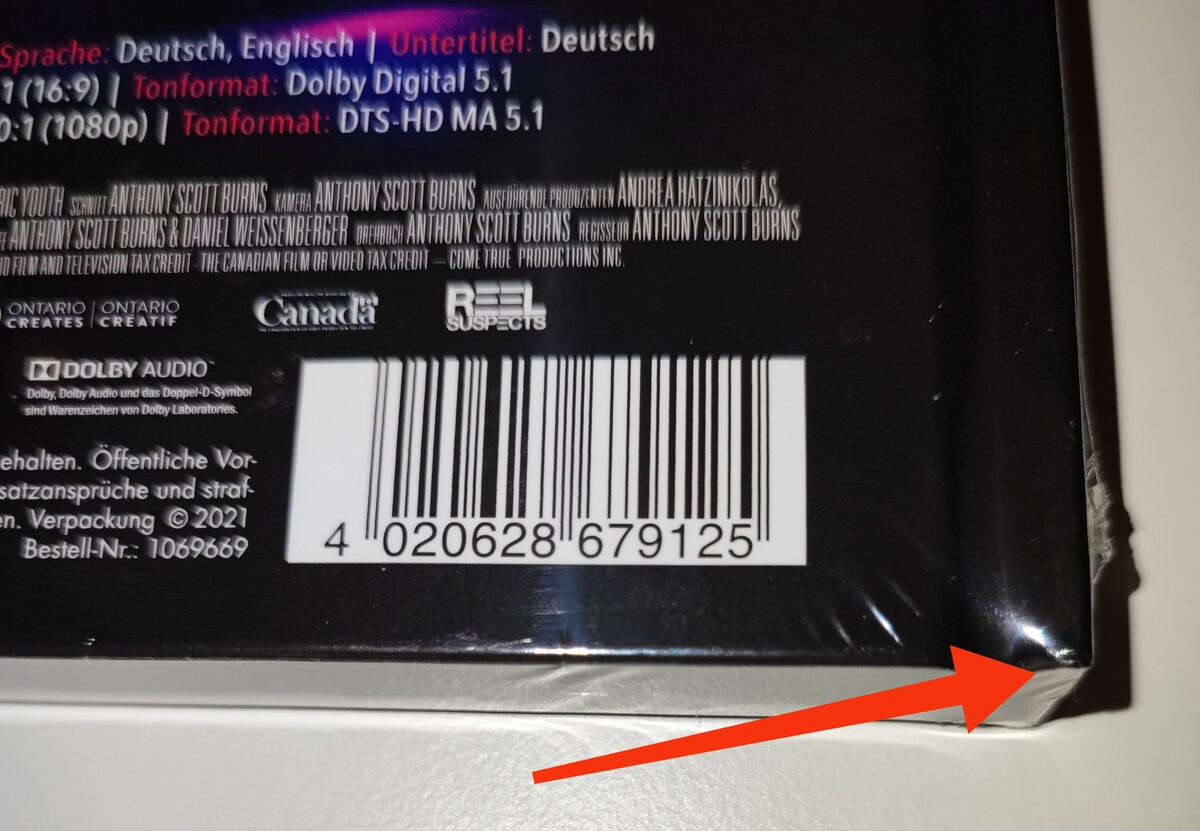 Sprache: Deutsch, Englisch | Untertitel: Deutsch
1 (16:9) | Tonformat: Dolby Digital 5.1
0:1 (1080p) | Tonformat: DTS-HD MA 5.1
RIC YOUTH SCHNITT ANTHONY SCOTT BURNS KAMERA ANTHONY SCOTT BURNS AUSFÜHRENDE PRODUZENTEN ANDREA HATZINIKOLAS,
ANTHONY SCOTT BURNS & DANIEL WEISSENBERGER DREHBUCH ANTHONY SCOTT BURNS REGISSEUR ANTHONY SCOTT BURNS
IO FILM AND TELEVISION TAX CREDIT - THE CANADIAN FILM OR VIDEO TAX CREDIT – COME TRUE PRODUCTIONS INC.
ONTARIO CREATES | ONTARIO CRÉATIF
Canada
REEL SUSPECTS
DOLBY AUDIO™
Dolby, Dolby Audio und das Doppel-D-Symbol
sind Warenzeichen von Dolby Laboratories.
ehalten. Öffentliche Vor-
satzansprüche und straf-
en. Verpackung © 2021
Bestell-Nr.: 1069669
4 020628 679125